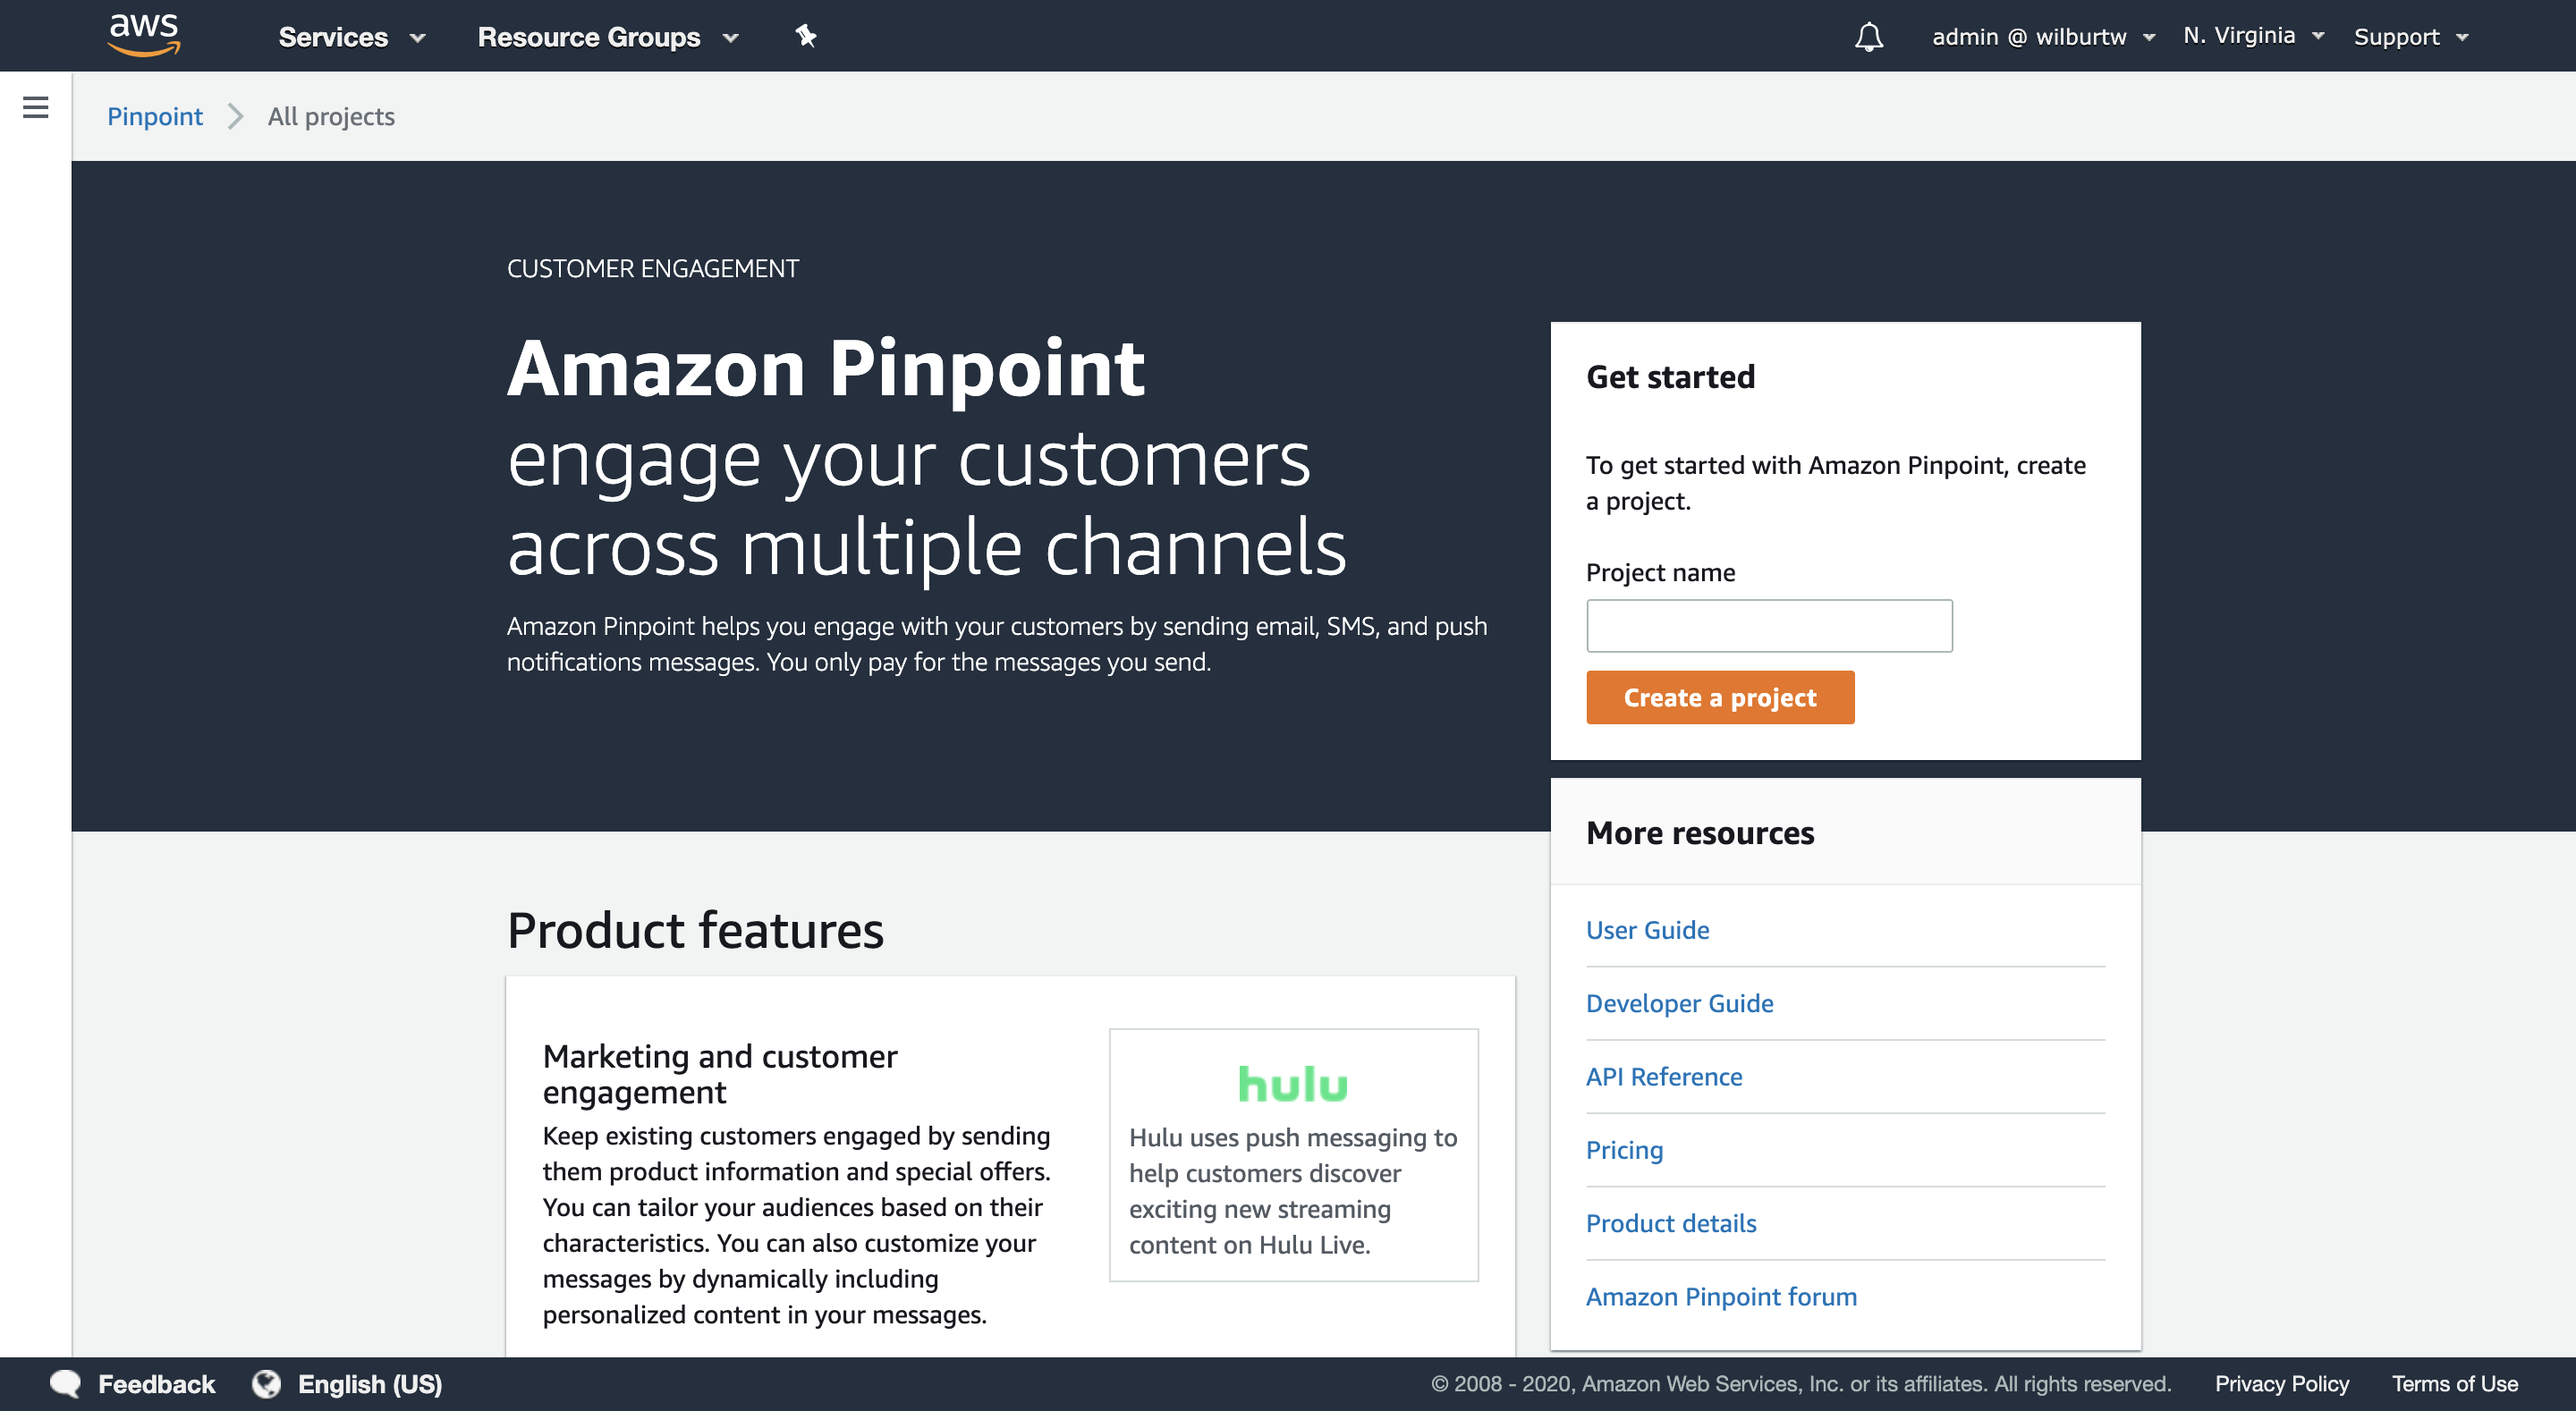 aws
Services
Resource Groups
admin @ wilburtw
N. Virginia
Support
Pinpoint
All projects
CUSTOMER ENGAGEMENT
Amazon Pinpoint
engage your customers
across multiple channels
Amazon Pinpoint helps you engage with your customers by sending email, SMS, and push
notifications messages. You only pay for the messages you send.
Get started
To get started with Amazon Pinpoint, create
a project.
Project name
Create a project
More resources
User Guide
Developer Guide
API Reference
Pricing
Product details
Amazon Pinpoint forum
Product features
Marketing and customer
engagement
Keep existing customers engaged by sending
them product information and special offers.
You can tailor your audiences based on their
characteristics. You can also customize your
messages by dynamically including
personalized content in your messages.
hulu
Hulu uses push messaging to
help customers discover
exciting new streaming
content on Hulu Live.
Feedback
English (US)
© 2008 - 2020, Amazon Web Services, Inc. or its affiliates. All rights reserved.
Privacy Policy
Terms of Use